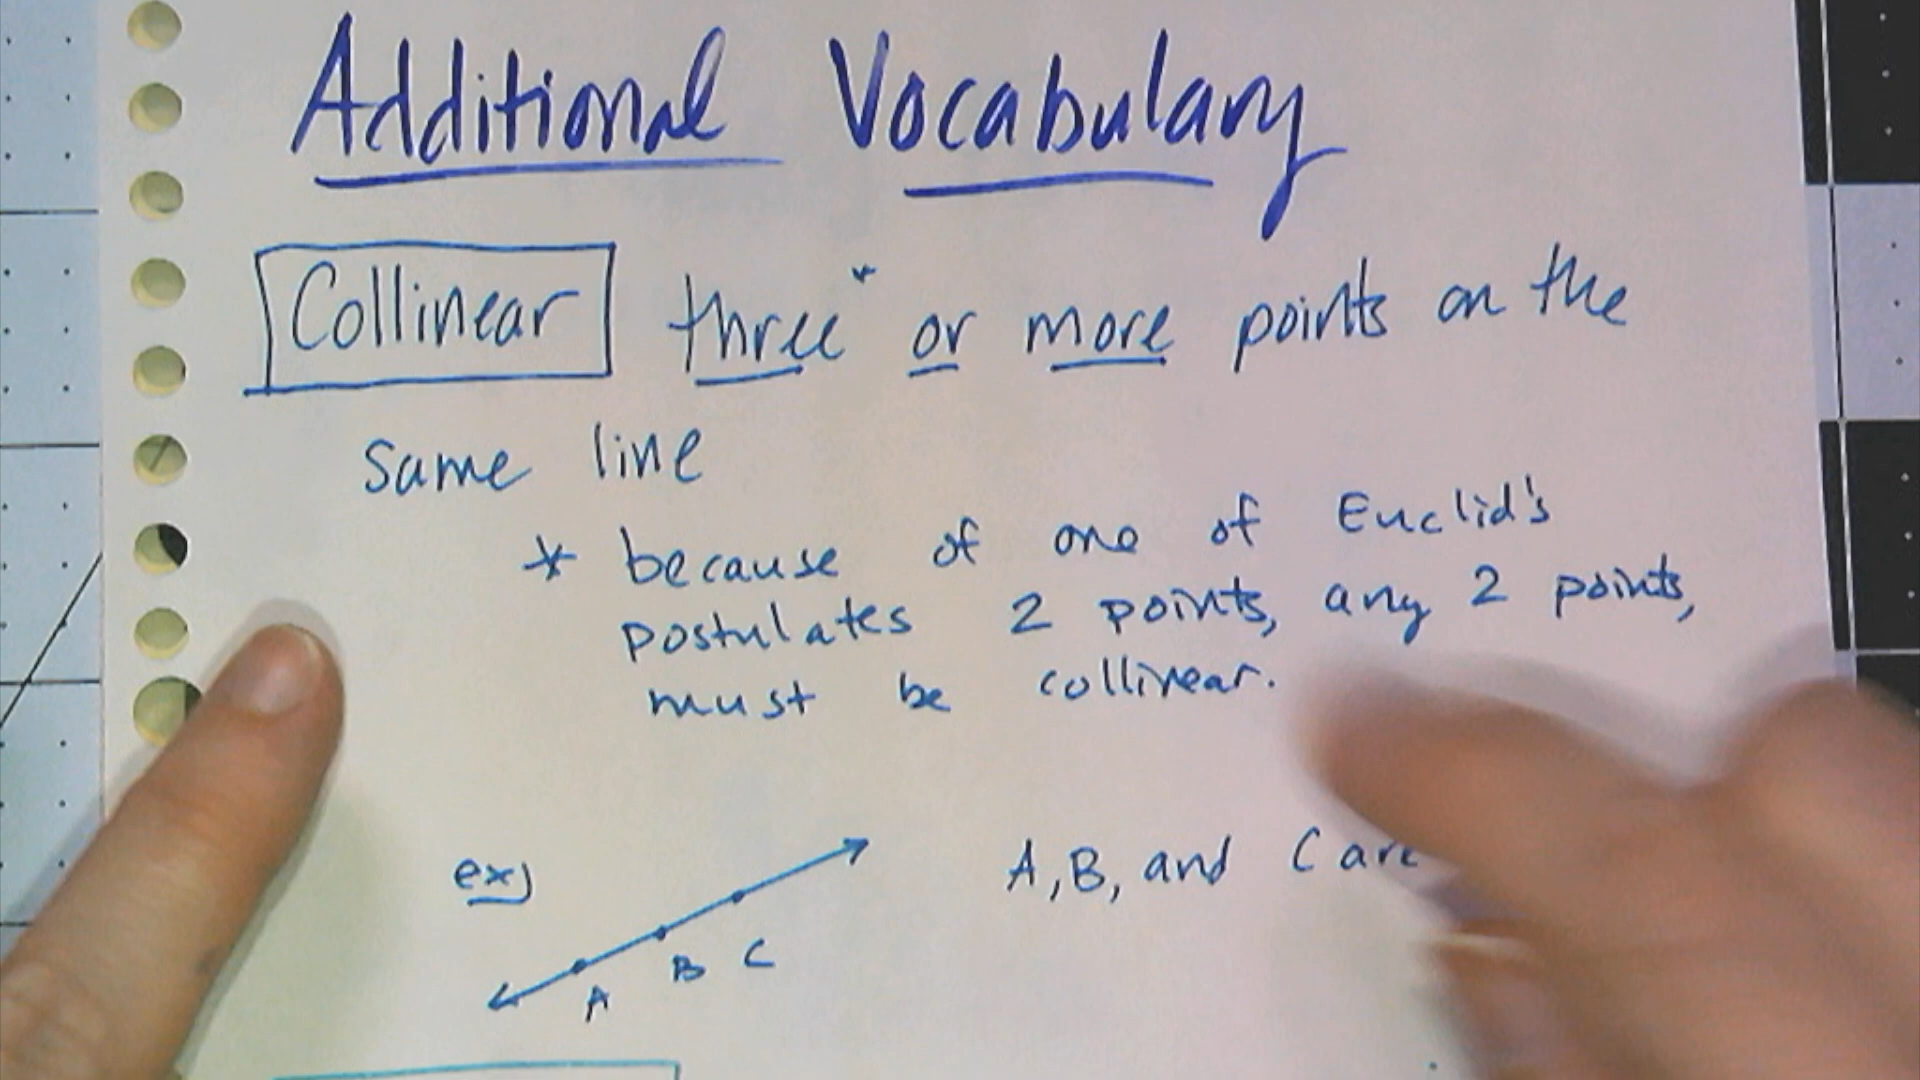 Additional Vocabulary
Collinear three* or more points on the
same line
* because of one of Euclid's
postulates 2 points, any 2 points,
must be collinear.
ex)
A, B, and C are
A B C